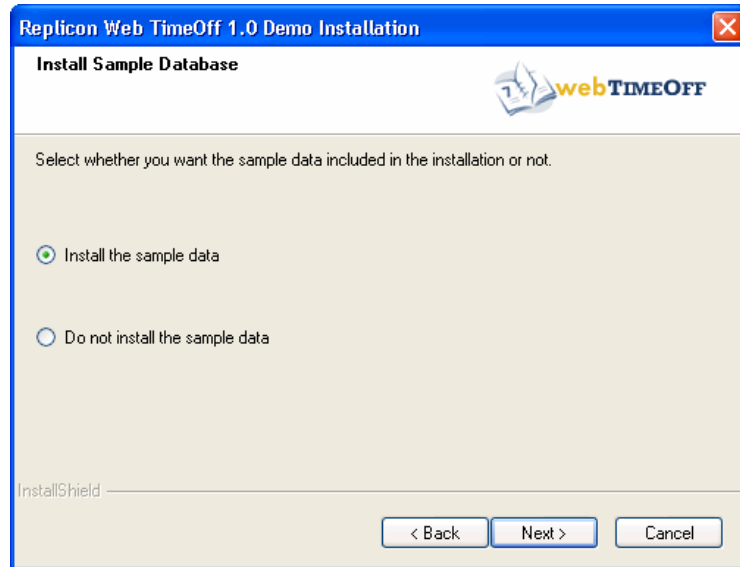 Replicon Web TimeOff 1.0 Demo Installation
Install Sample Database
webTIMEOFF
Select whether you want the sample data included in the installation or not.
Install the sample data
Do not install the sample data
InstallShield
< Back Next > Cancel